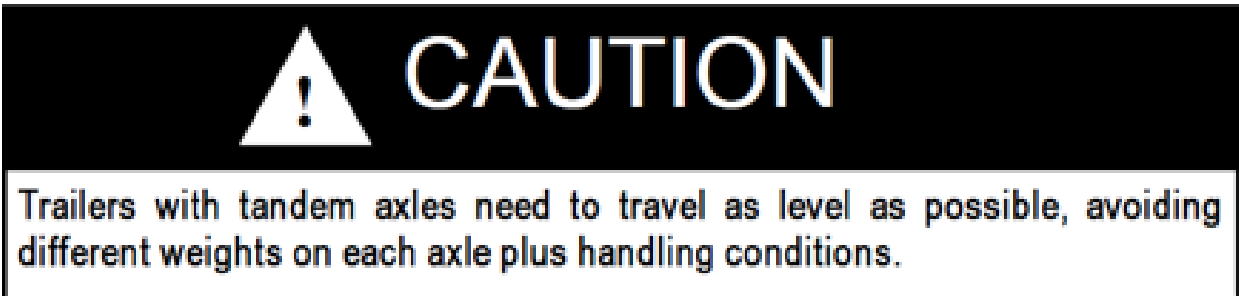 ! CAUTION
Trailers with tandem axles need to travel as level as possible, avoiding
different weights on each axle plus handling conditions.